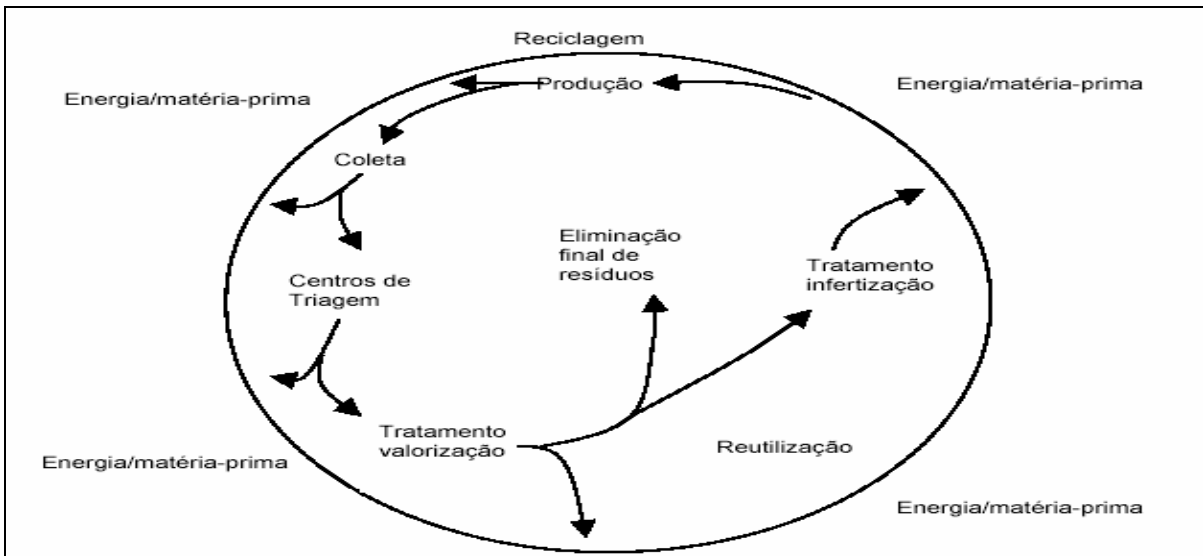 Reciclagem
Produção
Energia/matéria-prima
Energia/matéria-prima
Coleta
Eliminação
final de
resíduos
Tratamento
infertização
Centros de
Triagem
Tratamento
valorização
Reutilização
Energia/matéria-prima
Energia/matéria-prima